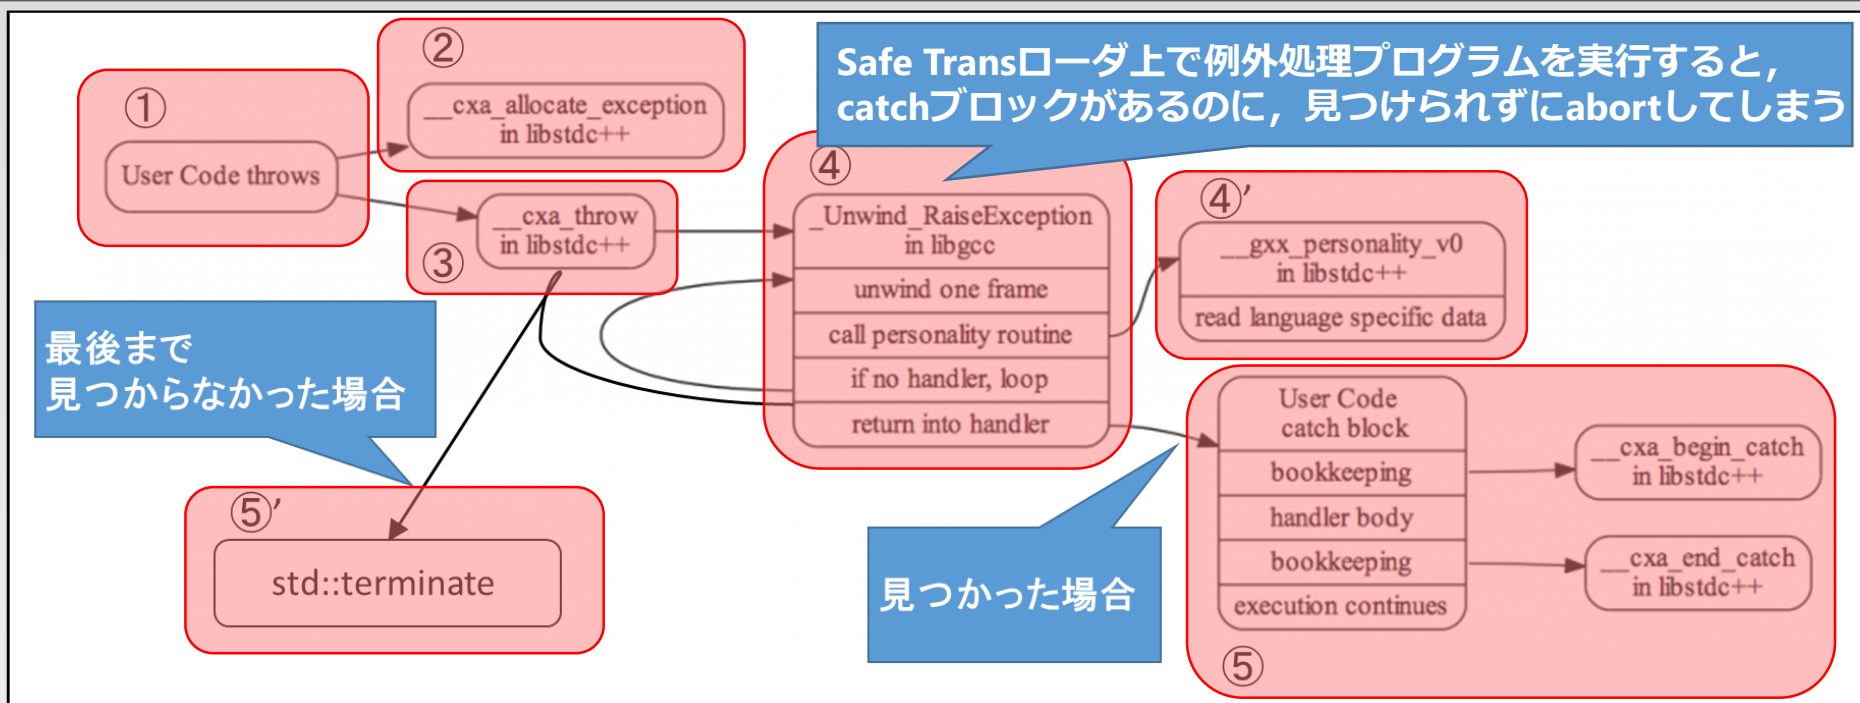 ①
User Code throws
②
__cxa_allocate_exception
in libstdc++
③
__cxa_throw
in libstdc++
Safe Transローダ上で例外処理プログラムを実行すると，
catchブロックがあるのに，見つけられずにabortしてしまう
④
_Unwind_RaiseException
in libgcc
unwind one frame
call personality routine
if no handler, loop
return into handler
④’
__gxx_personality_v0
in libstdc++
read language specific data
最後まで
見つからなかった場合
⑤’
std::terminate
見つかった場合
User Code
catch block
bookkeeping
handler body
bookkeeping
execution continues
⑤
__cxa_begin_catch
in libstdc++
__cxa_end_catch
in libstdc++